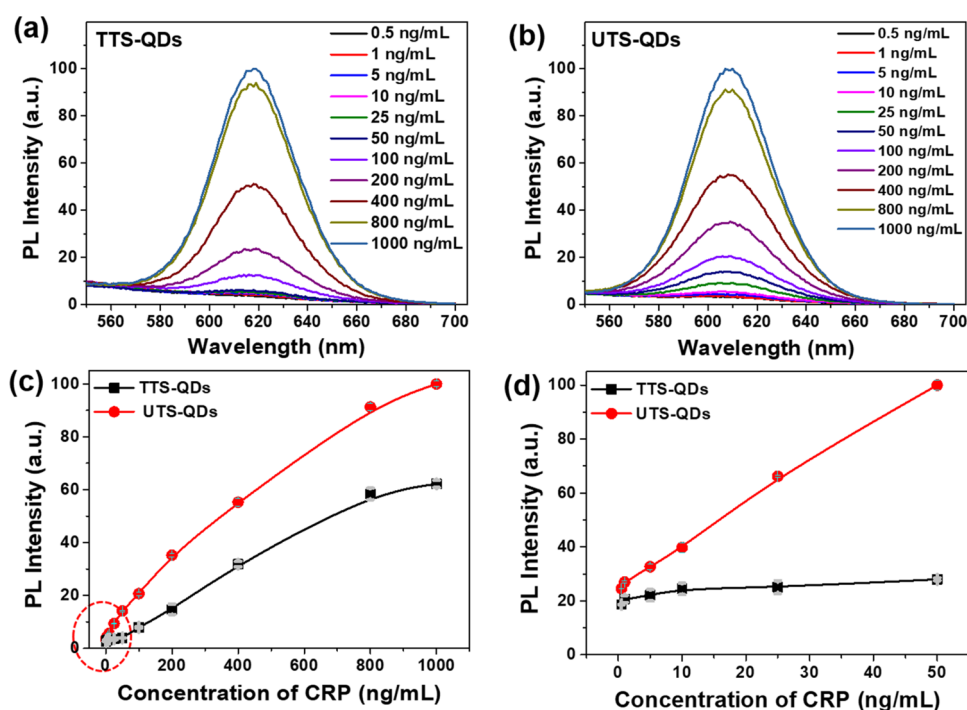 (a)
TTS-QDs
0.5 ng/mL
1 ng/mL
5 ng/mL
10 ng/mL
25 ng/mL
50 ng/mL
100 ng/mL
200 ng/mL
400 ng/mL
800 ng/mL
1000 ng/mL
PL Intensity (a.u.)
100
80
60
40
20
0
560 580 600 620 640 660 680 700
Wavelength (nm)
(b)
UTS-QDs
0.5 ng/mL
1 ng/mL
5 ng/mL
10 ng/mL
25 ng/mL
50 ng/mL
100 ng/mL
200 ng/mL
400 ng/mL
800 ng/mL
1000 ng/mL
PL Intensity (a.u.)
100
80
60
40
20
0
560 580 600 620 640 660 680 700
Wavelength (nm)
(c)
TTS-QDs
UTS-QDs
PL Intensity (a.u.)
100
80
60
40
20
0
0 200 400 600 800 1000
Concentration of CRP (ng/mL)
(d)
TTS-QDs
UTS-QDs
PL Intensity (a.u.)
100
80
60
40
20
0
0 10 20 30 40 50
Concentration of CRP (ng/mL)